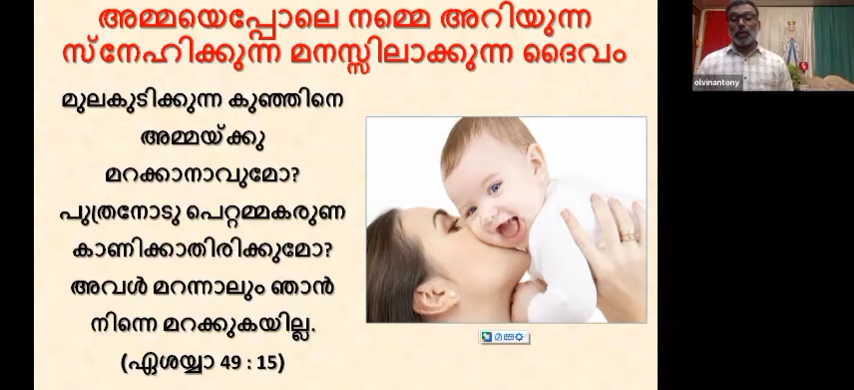 അമ്മയെപ്പോലെ നമ്മെ അറിയുന്ന
സ്നേഹിക്കുന്ന മനസ്സിലാക്കുന്ന ദൈവം
മുലകുടിക്കുന്ന കുഞ്ഞിനെ
അമ്മയ്ക്കു
മറക്കാനാവുമോ?
പുത്രനോടു പെറ്റമ്മകരുണ
കാണിക്കാതിരിക്കുമോ?
അവൾ മറന്നാലും ഞാൻ
നിന്നെ മറക്കുകയില്ല.
(ഏശയ്യാ 49 : 15)
olvinantony